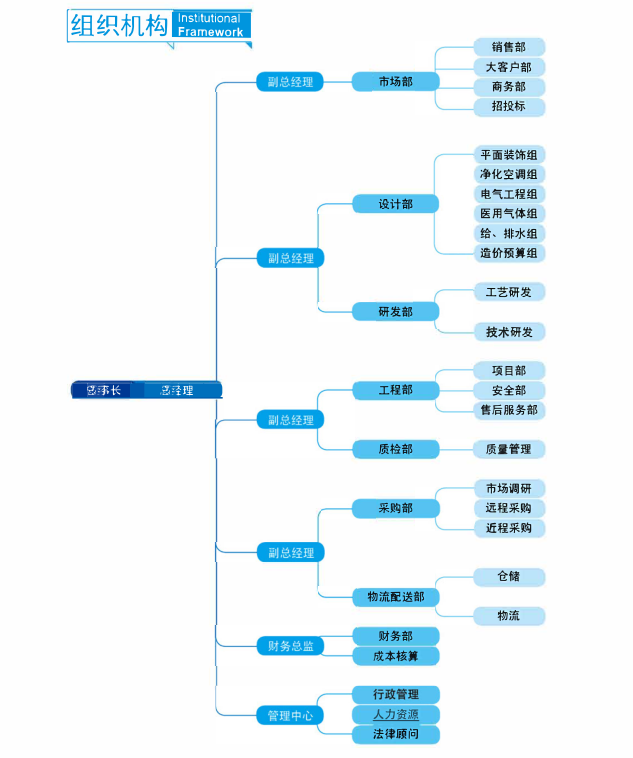 组织机构
Institutional
Framework
董事长
总经理
副总经理
市场部
销售部
大客户部
商务部
招投标
副总经理
设计部
平面装饰组
净化空调组
电气工程组
医用气体组
给、排水组
造价预算组
研发部
工艺研发
技术研发
副总经理
工程部
项目部
安全部
售后服务部
质检部
质量管理
副总经理
采购部
市场调研
远程采购
近程采购
物流配送部
仓储
物流
财务总监
财务部
成本核算
管理中心
行政管理
人力资源
法律顾问